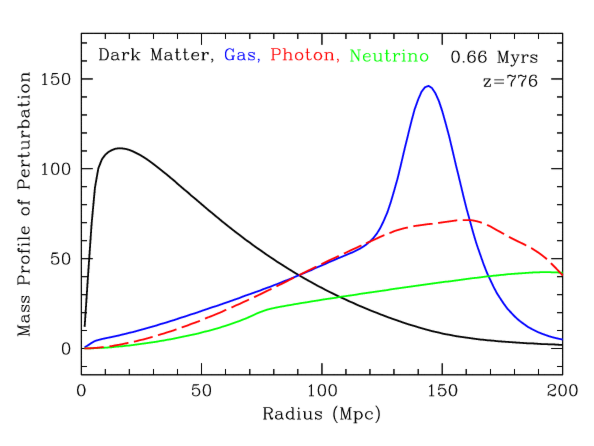 Dark Matter, Gas, Photon, Neutrino 0.66 Myrs
z=776
Mass Profile of Perturbation
150
100
50
0
0 50 100 150 200
Radius (Mpc)